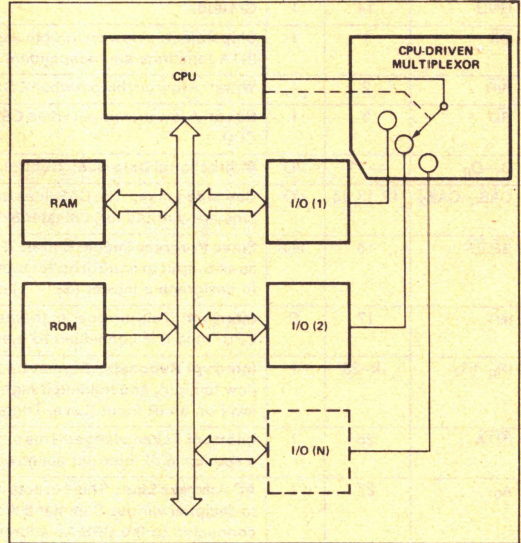 CPU
CPU-DRIVEN
MULTIPLEXOR
RAM
I/O (1)
ROM
I/O (2)
I/O (N)